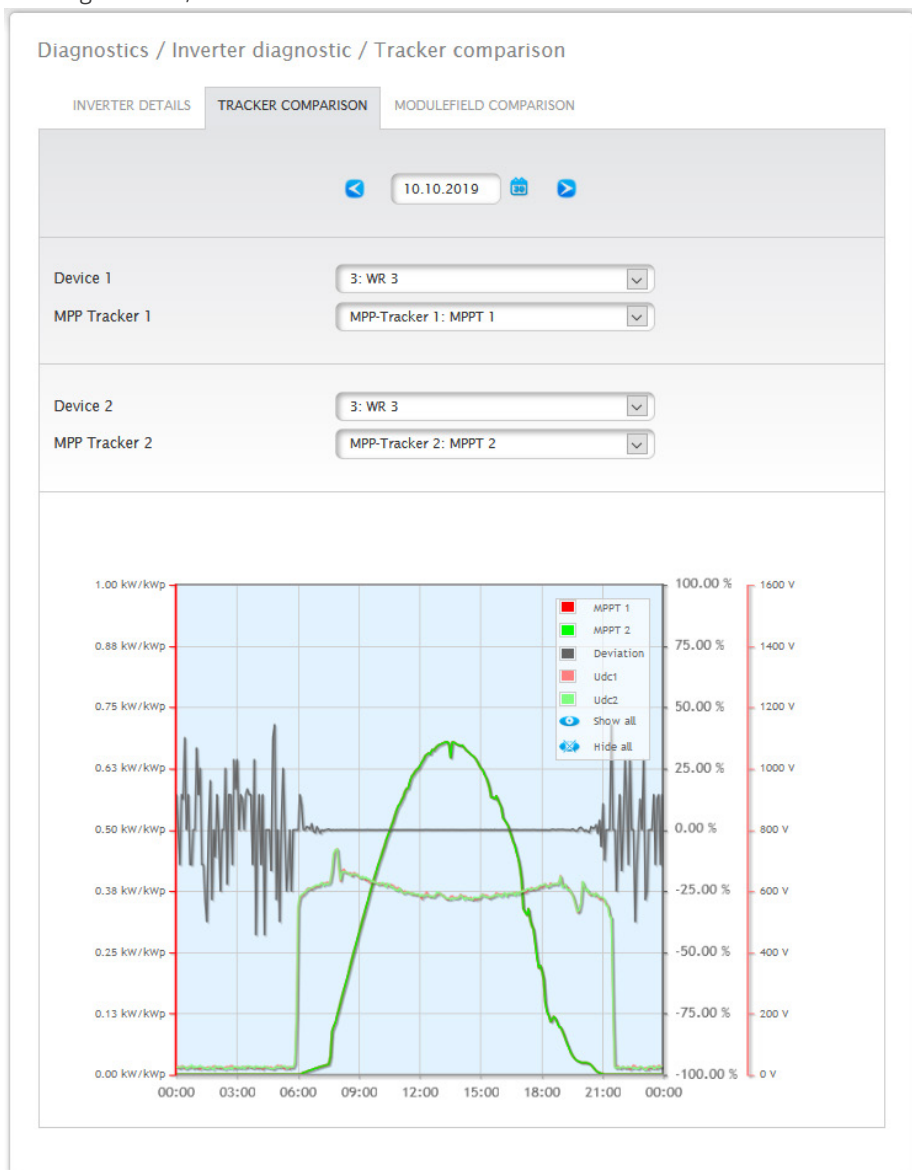 Diagnostics / Inverter diagnostic / Tracker comparison
INVERTER DETAILS TRACKER COMPARISON MODULEFIELD COMPARISON
10.10.2019 30
Device 1 3: WR 3
MPP Tracker 1 MPP-Tracker 1: MPPT 1
Device 2 3: WR 3
MPP Tracker 2 MPP-Tracker 2: MPPT 2
1.00 kW/kWp 100.00 % 1600 V
MPPT 1
MPPT 2
0.88 kW/kWp Deviation 75.00 % 1400 V
Udc1
Udc2
0.75 kW/kWp 50.00 % 1200 V
Show all
Hide all
0.63 kW/kWp 25.00 % 1000 V
0.50 kW/kWp 0.00 % 800 V
0.38 kW/kWp -25.00 % 600 V
0.25 kW/kWp -50.00 % 400 V
0.13 kW/kWp -75.00 % 200 V
0.00 kW/kWp -100.00 % 0 V
00:00 03:00 06:00 09:00 12:00 15:00 18:00 21:00 00:00